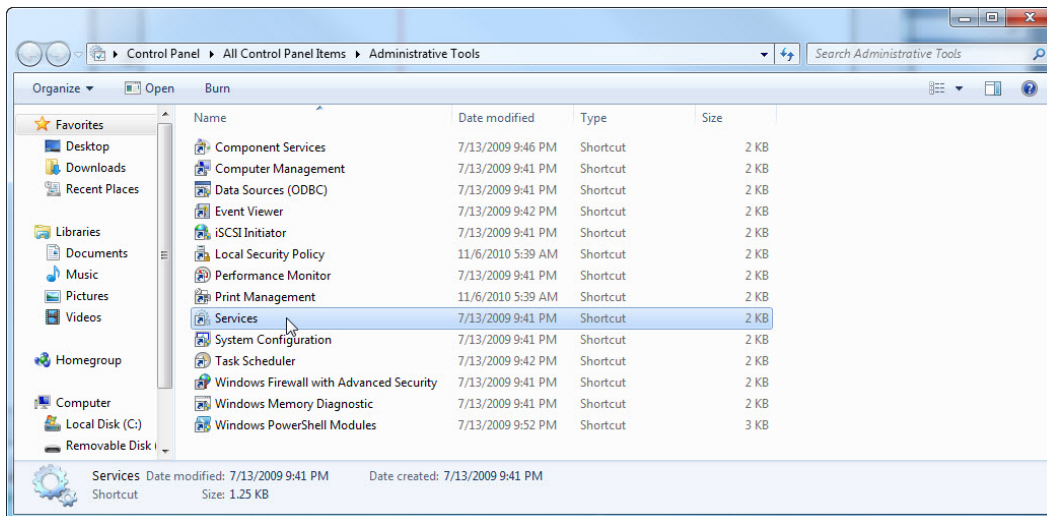 Control Panel ▸ All Control Panel Items ▸ Administrative Tools Search Administrative Tools
Organize Open Burn
Favorites
Desktop
Downloads
Recent Places
Libraries
Documents
Music
Pictures
Videos
Homegroup
Computer
Local Disk (C:)
Removable Disk (
Name Date modified Type Size
Component Services 7/13/2009 9:46 PM Shortcut 2 KB
Computer Management 7/13/2009 9:41 PM Shortcut 2 KB
Data Sources (ODBC) 7/13/2009 9:41 PM Shortcut 2 KB
Event Viewer 7/13/2009 9:42 PM Shortcut 2 KB
iSCSI Initiator 7/13/2009 9:41 PM Shortcut 2 KB
Local Security Policy 11/6/2010 5:39 AM Shortcut 2 KB
Performance Monitor 7/13/2009 9:41 PM Shortcut 2 KB
Print Management 11/6/2010 5:39 AM Shortcut 2 KB
Services 7/13/2009 9:41 PM Shortcut 2 KB
System Configuration 7/13/2009 9:41 PM Shortcut 2 KB
Task Scheduler 7/13/2009 9:42 PM Shortcut 2 KB
Windows Firewall with Advanced Security 7/13/2009 9:41 PM Shortcut 2 KB
Windows Memory Diagnostic 7/13/2009 9:41 PM Shortcut 2 KB
Windows PowerShell Modules 7/13/2009 9:52 PM Shortcut 3 KB
Services Date modified: 7/13/2009 9:41 PM Date created: 7/13/2009 9:41 PM
Shortcut Size: 1.25 KB